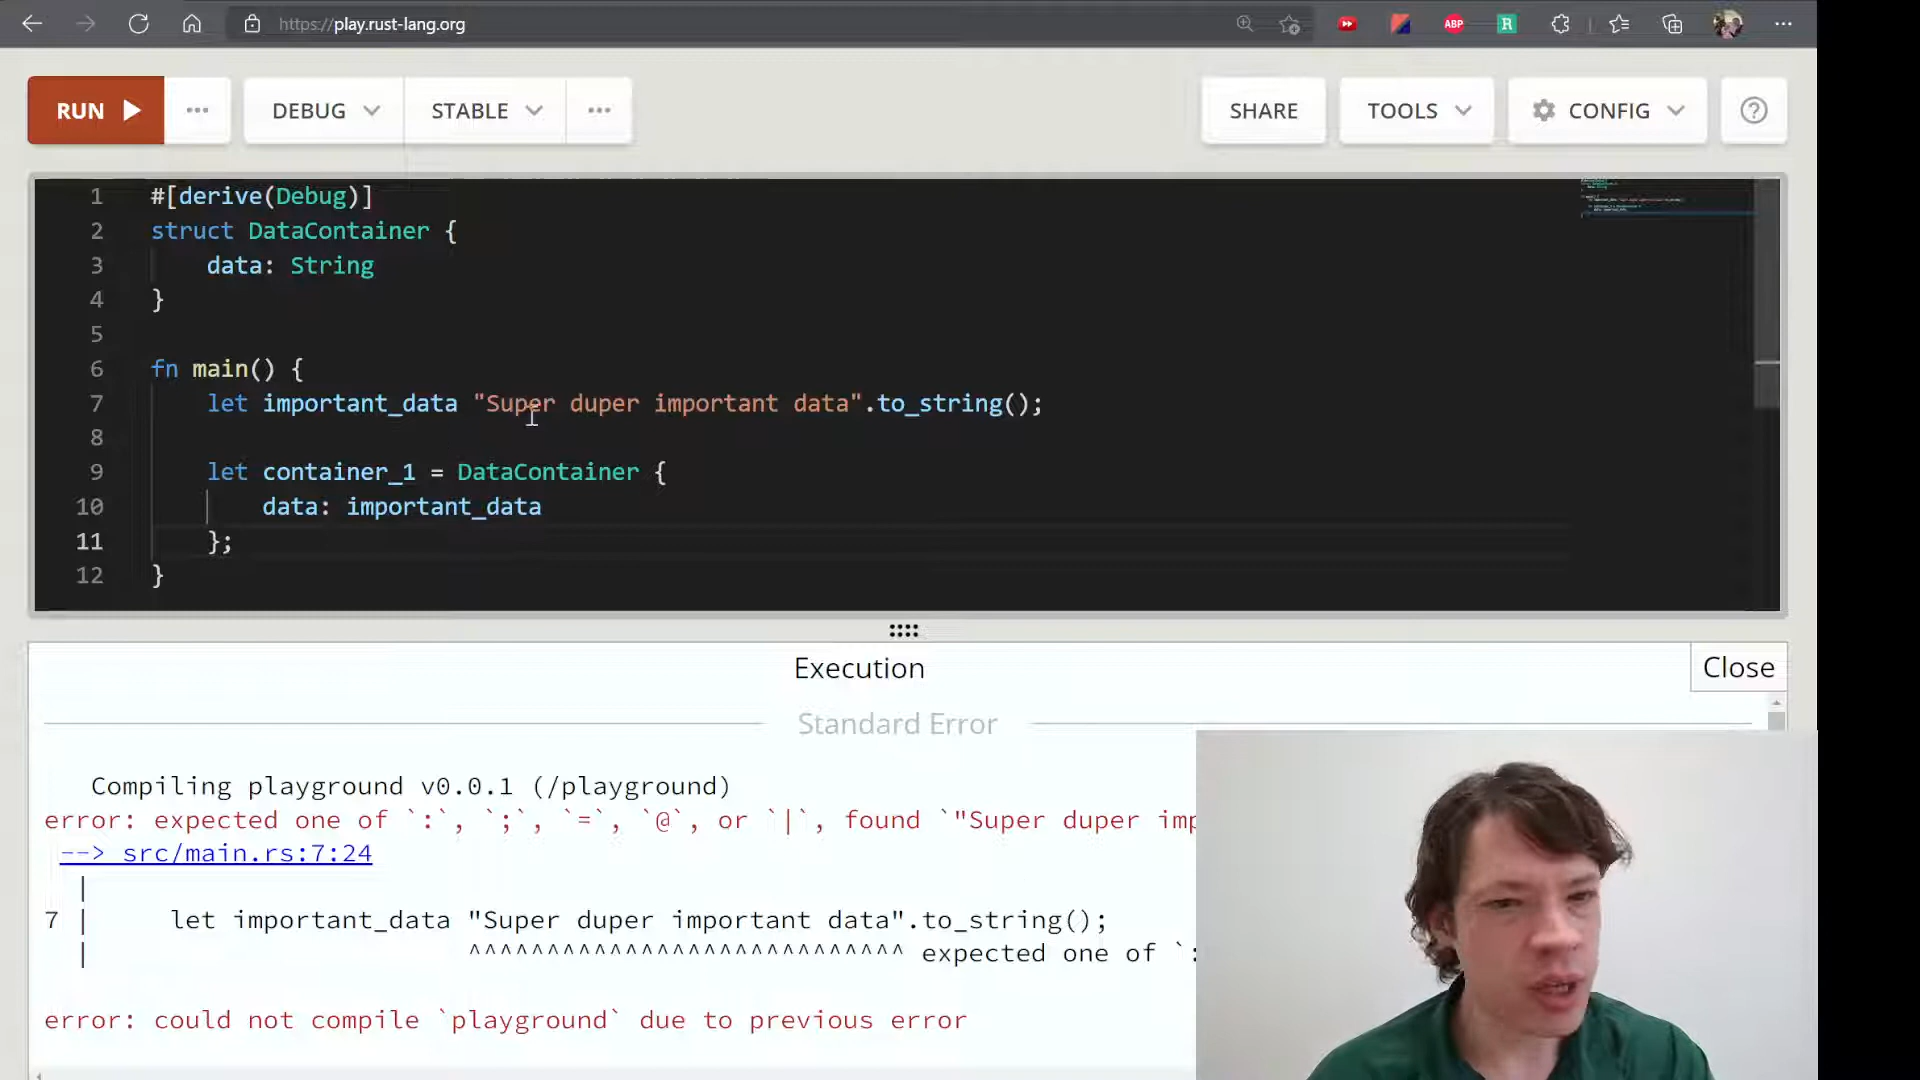 https://play.rust-lang.org
ABP
R
RUN
DEBUG
STABLE
SHARE
TOOLS
CONFIG
?
1 #[derive(Debug)]
2 struct DataContainer {
3 data: String
4 }
5
6 fn main() {
7 let important_data "Super duper important data".to_string();
8
9 let container_1 = DataContainer {
10 data: important_data
11 };
12 }
Execution
Close
Standard Error
Compiling playground v0.0.1 (/playground)
error: expected one of `:`, `;`, `=`, `@`, or `|`, found `"Super duper imp
--> src/main.rs:7:24
|
7 | let important_data "Super duper important data".to_string();
| ^^^^^^^^^^^^^^^^^^^^^^^^^^^^ expected one of `:
error: could not compile `playground` due to previous error